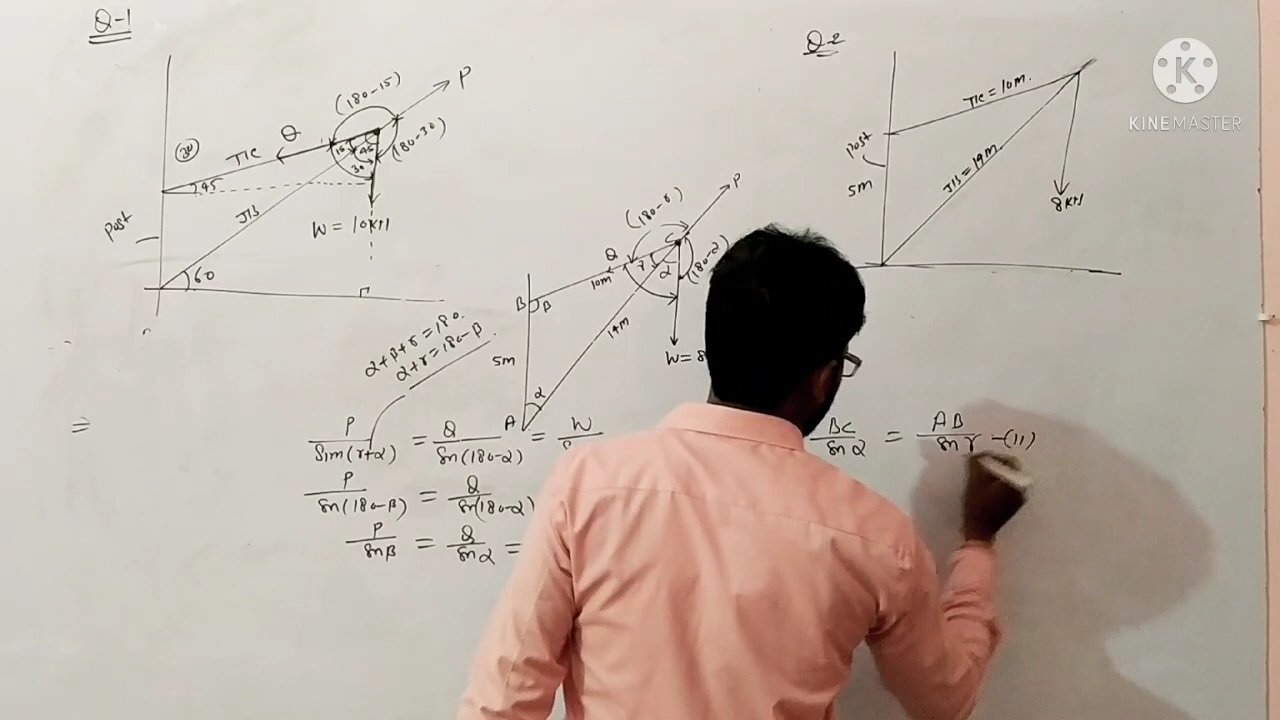 Q-1
(180-15)
P
Q
TIE
15
45
30
(180-30)
45
JIB
Post
60
W = 10KN
Q-2
TIE = 10m.
Post
5m
JIB = 14m
8KN
KINEMASTER
(180-γ)
P
Q
C
10m
γ
α
(180-α)
B
β
14m
5m
α
A
W = 8
α+β+γ = 180.
α+γ = 180-β
⇒
P/Sin(γ+α) = Q/Sin(180-α) = W/
P/Sin(180-β) = Q/Sin(180-α)
P/Sinβ = Q/Sinα =
BC/Sinα = AB/Sinγ -(11)